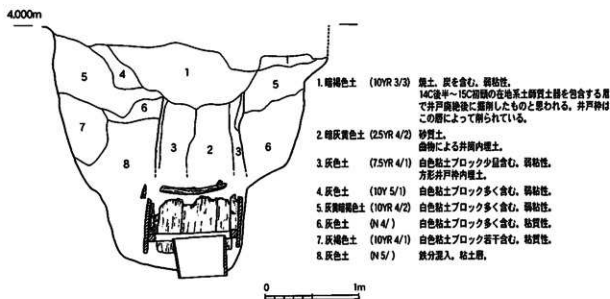 4.000m
1
5
4
1
5
6
7
3
2
3
6
8
1. 暗褐色土 (10YR 3/3) 焼土、炭を含む。弱粘性。
14C後半~15C初頭の在地系土師質土器を包含する層
で井戸廃絶後に掘削したものと思われる。井戸枠は
この層によって削られている。
2. 暗灰黄色土 (2.5YR 4/2) 砂質土。
曲物による井筒内埋土。
3. 灰色土 (7.5YR 4/1) 白色粘土ブロック少量含む。弱粘性。
方形井戸枠内埋土。
4. 灰色土 (10Y 5/1) 白色粘土ブロック多く含む。弱粘性。
5. 灰黄暗褐色土 (10YR 4/2) 白色粘土ブロック多く含む。弱粘性。
6. 灰色土 (N 4/ ) 白色粘土ブロック多く含む。粘質性。
7. 灰褐色土 (10YR 4/1) 白色粘土ブロック若干含む。粘質性。
8. 灰色土 (N 5/ ) 鉄分混入。粘土層。
0 1m